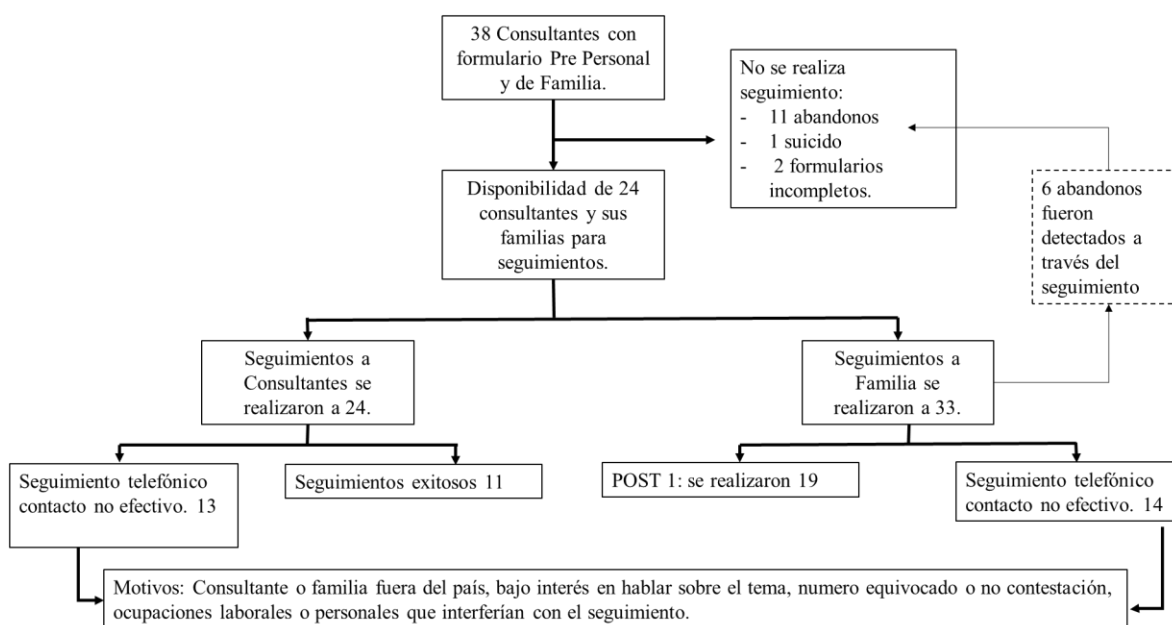 38 Consultantes con
formulario Pre Personal
y de Familia.
No se realiza
seguimiento:
- 11 abandonos
- 1 suicido
- 2 formularios
incompletos.
Disponibilidad de 24
consultantes y sus
familias para
seguimientos.
6 abandonos
fueron
detectados a
través del
seguimiento
Seguimientos a
Consultantes se
realizaron a 24.
Seguimientos a
Familia se
realizaron a 33.
Seguimiento telefónico
contacto no efectivo. 13
Seguimientos exitosos 11
POST 1: se realizaron 19
Seguimiento telefónico
contacto no efectivo. 14
Motivos: Consultante o familia fuera del país, bajo interés en hablar sobre el tema, numero equivocado o no contestación,
ocupaciones laborales o personales que interferían con el seguimiento.